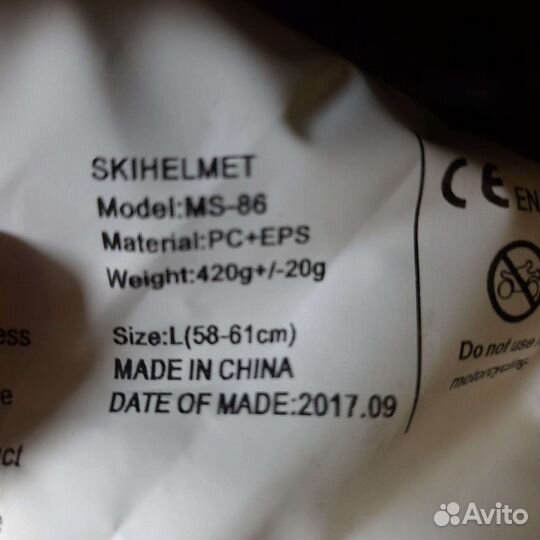 SKIHELMET
Model:MS-86
Material:PC+EPS
Weight:420g+/-20g
Size:L(58-61cm)
MADE IN CHINA
DATE OF MADE:2017.09
CE EN
Do not use
motorcycling.
Avito